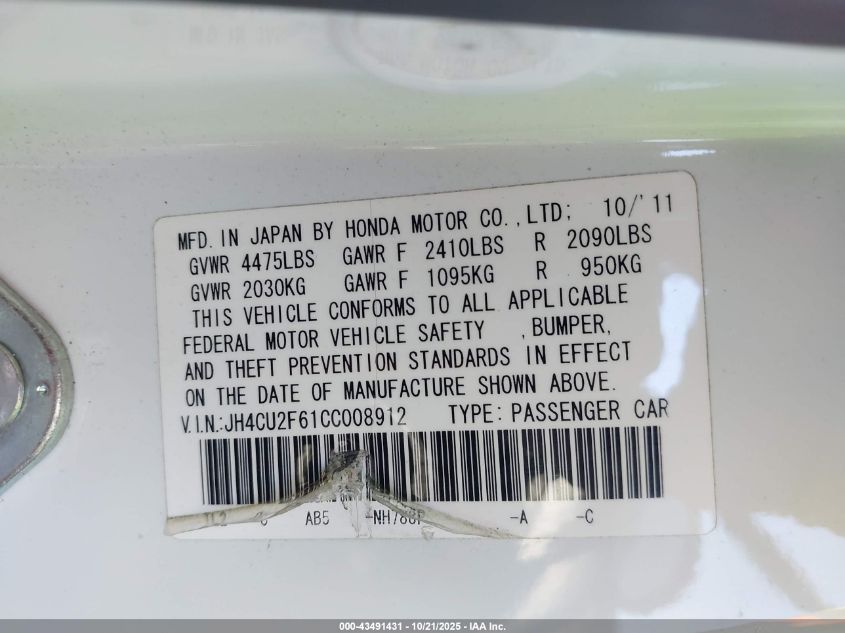 MFD. IN JAPAN BY HONDA MOTOR CO., LTD; 10/'11
GVWR 4475LBS GAWR F 2410LBS R 2090LBS
GVWR 2030KG GAWR F 1095KG R 950KG
THIS VEHICLE CONFORMS TO ALL APPLICABLE
FEDERAL MOTOR VEHICLE SAFETY , BUMPER,
AND THEFT PREVENTION STANDARDS IN EFFECT
ON THE DATE OF MANUFACTURE SHOWN ABOVE.
V.I.N.:JH4CU2F61CC008912 TYPE: PASSENGER CAR
AB5 -A -C
000-43491431 - 10/21/2025 - IAA Inc.